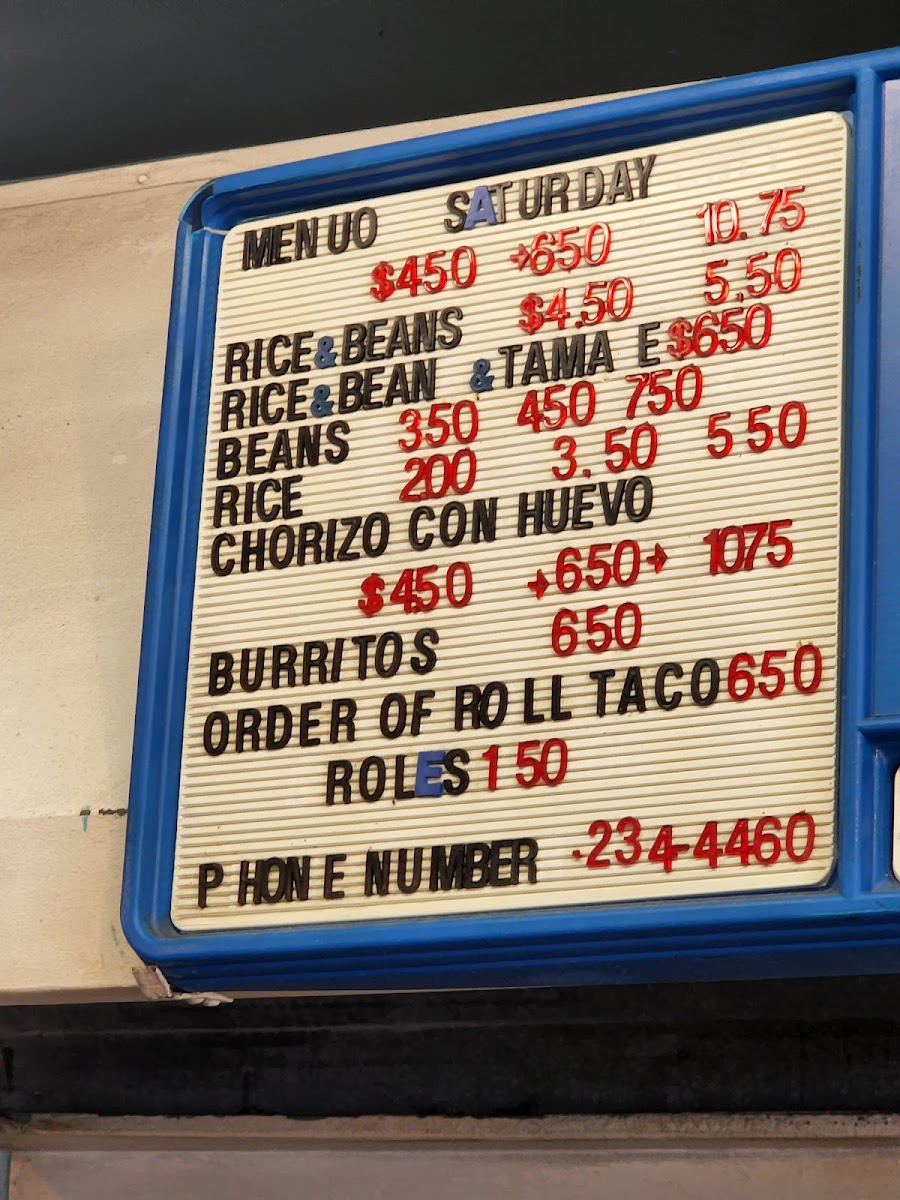 MENUO SATURDAY
$450 →650 10.75
RICE&BEANS $4.50 5.50
RICE&BEAN &TAMA E $650
BEANS 350 450 750
RICE 200 3.50 550
CHORIZO CON HUEVO
$450 →650→ 1075
BURRITOS 650
ORDER OF ROLL TACO 650
ROLES 150
PHONE NUMBER .234-4460